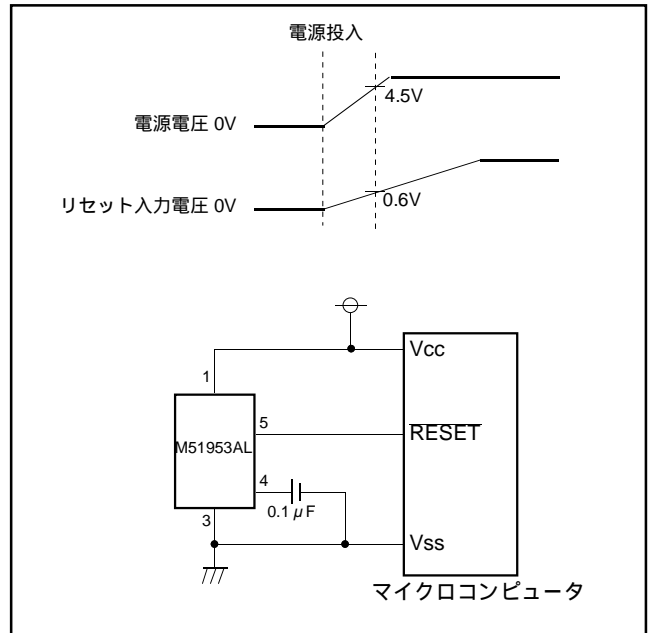 電源投入
4.5V
電源電圧 0V
リセット入力電圧 0V
0.6V
Vcc
1
5
RESET
M51953AL
4
0.1 μF
3
Vss
マイクロコンピュータ